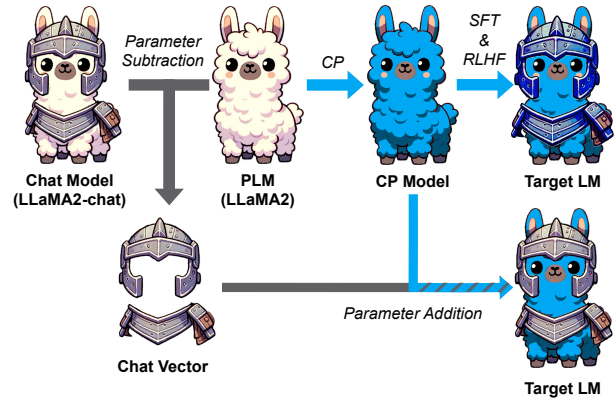 Parameter
Subtraction
CP
SFT
&
RLHF
Chat Model
(LLaMA2-chat)
PLM
(LLaMA2)
CP Model
Target LM
Parameter Addition
Chat Vector
Target LM